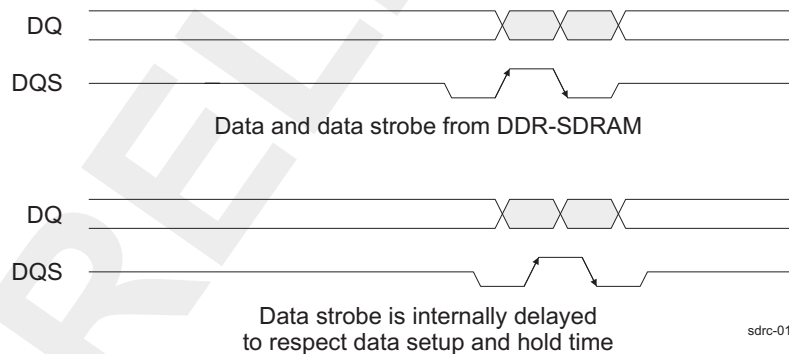 DQ
DQS
Data and data strobe from DDR-SDRAM
DQ
DQS
Data strobe is internally delayed
to respect data setup and hold time
sdrc-01